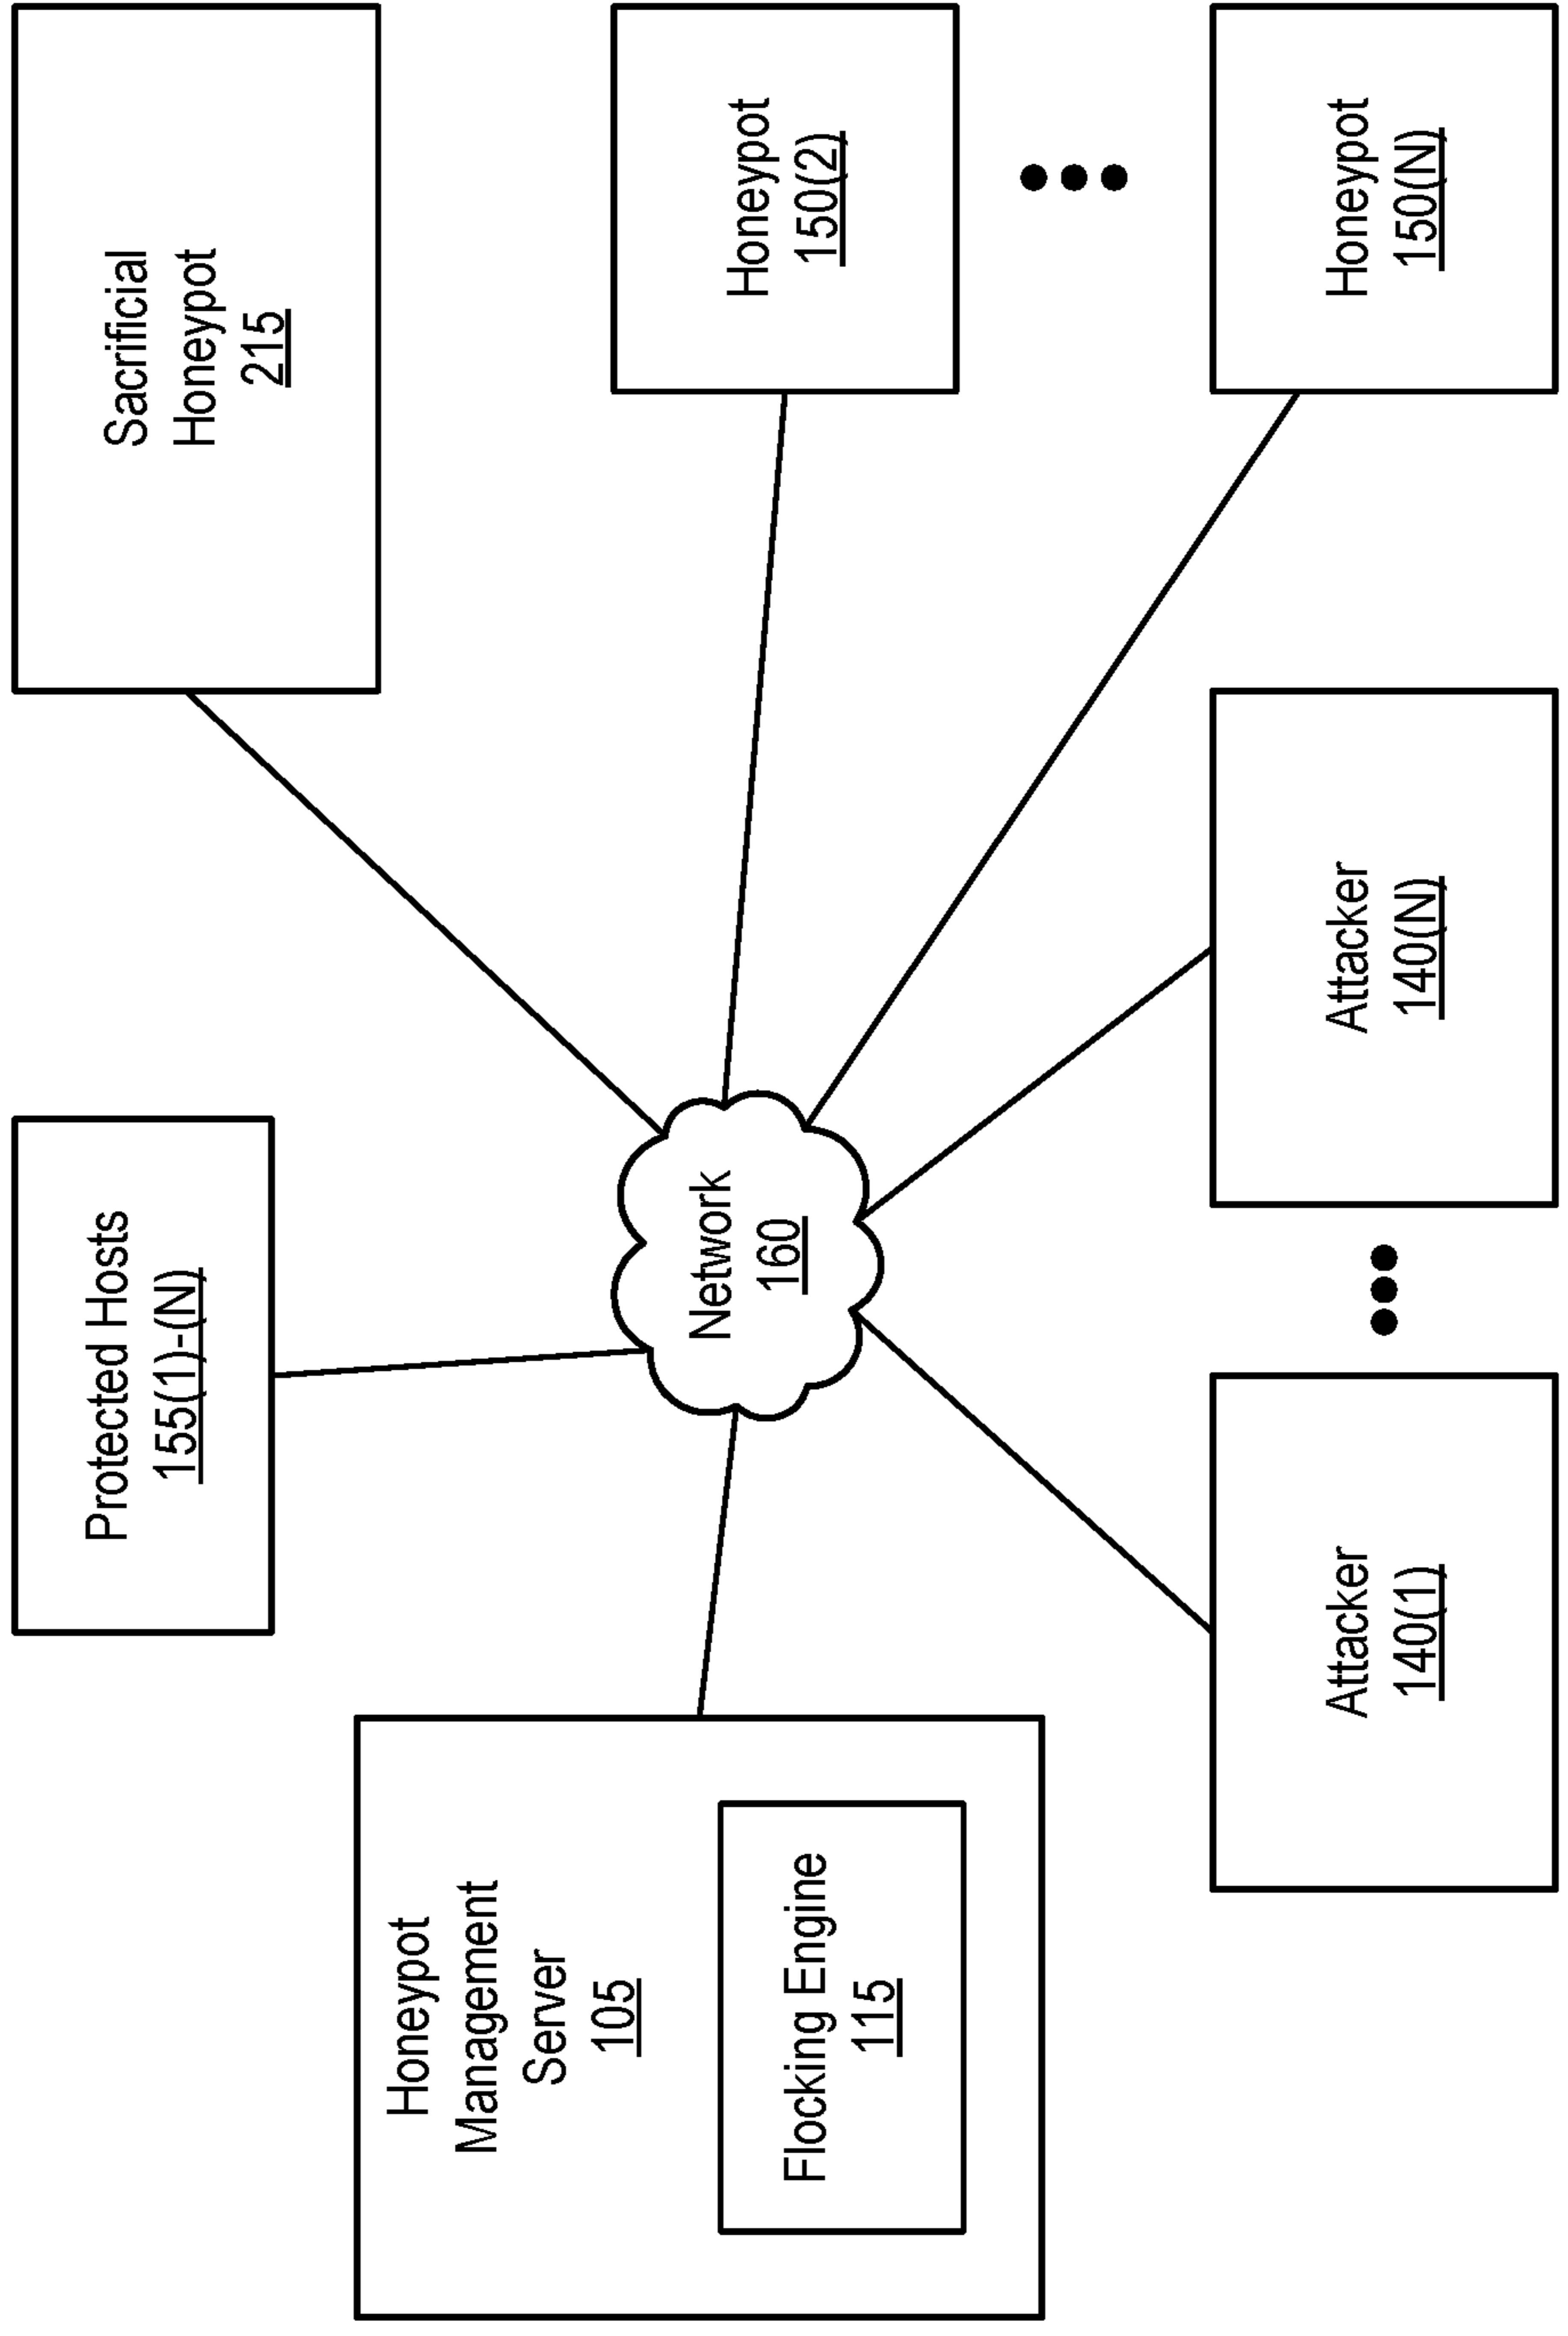 Protected Hosts
155(1)-(N)
Sacrificial
Honeypot
215
Honeypot
Management
Server
105
Flocking Engine
115
Network
160
Honeypot
150(2)
Attacker
140(1)
Attacker
140(N)
Honeypot
150(N)